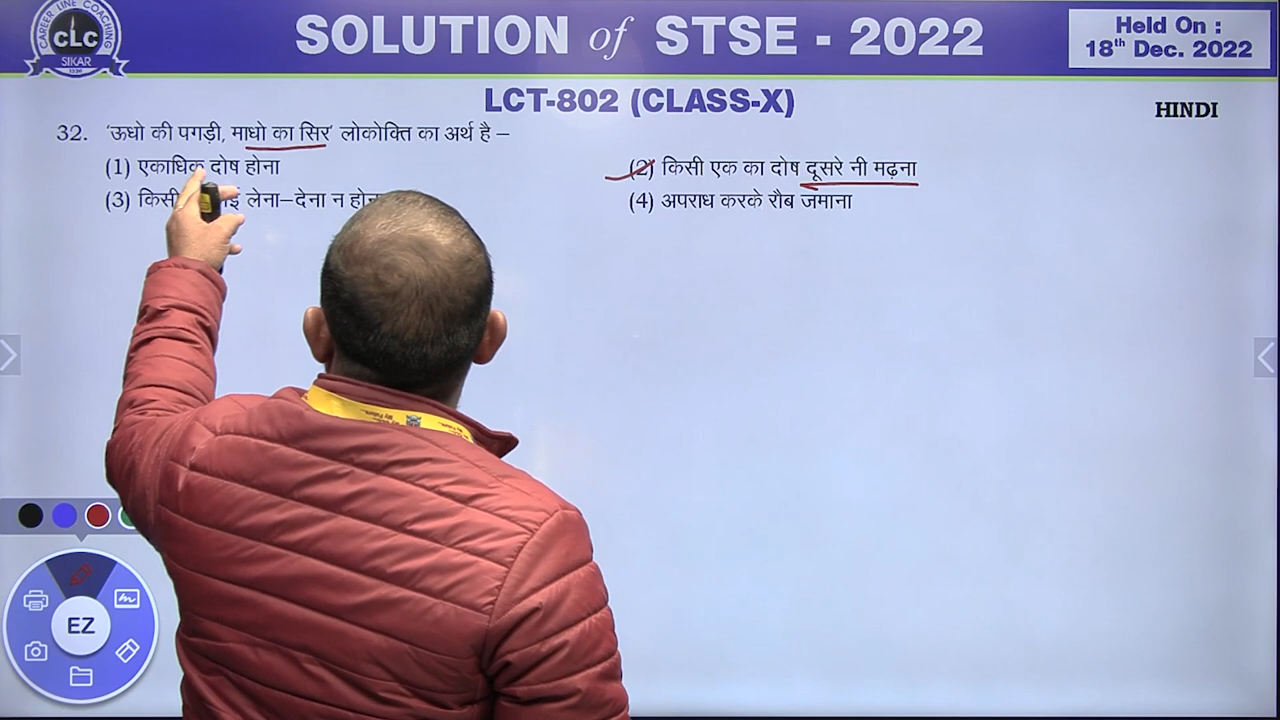 CAREER LINE COACHING
CLC
SIKAR
SOLUTION of STSE - 2022
Held On :
18th Dec. 2022
LCT-802 (CLASS-X)
HINDI
32. 'ऊधो की पगड़ी, माधो का सिर' लोकोक्ति का अर्थ है –
(1) एकाधिक दोष होना (2) किसी एक का दोष दूसरे नी मढ़ना
(3) किसी लेना–देना न (4) अपराध करके रौब जमाना
EZ